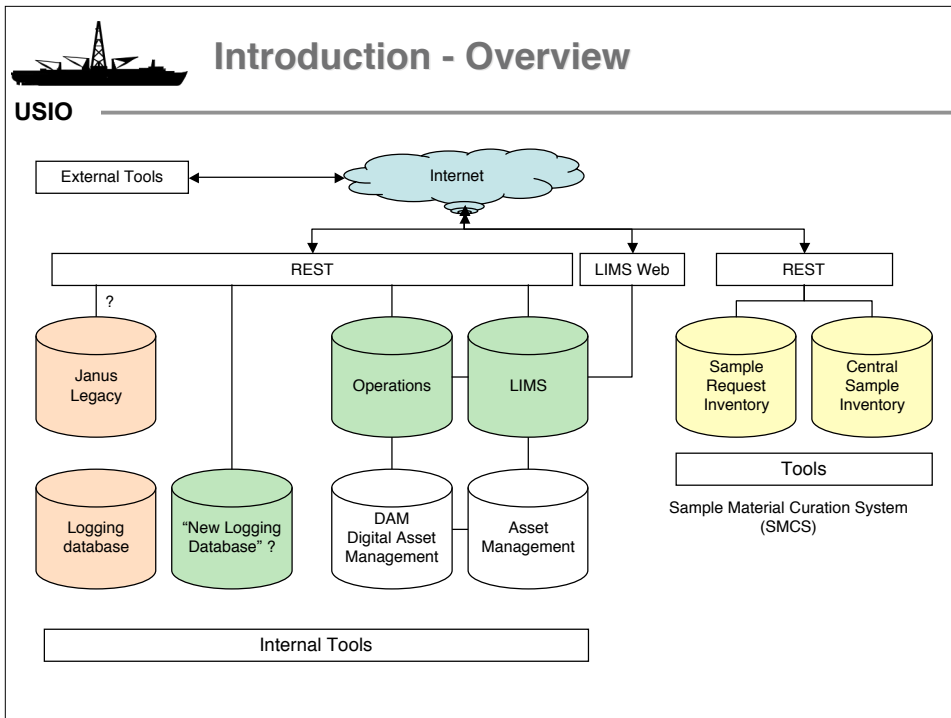 Introduction - Overview
USIO
External Tools
Internet
REST
LIMS Web
REST
?
Janus
Legacy
Operations
LIMS
Sample
Request
Inventory
Central
Sample
Inventory
Logging
database
“New Logging
Database” ?
DAM
Digital Asset
Management
Asset
Management
Tools
Sample Material Curation System
(SMCS)
Internal Tools